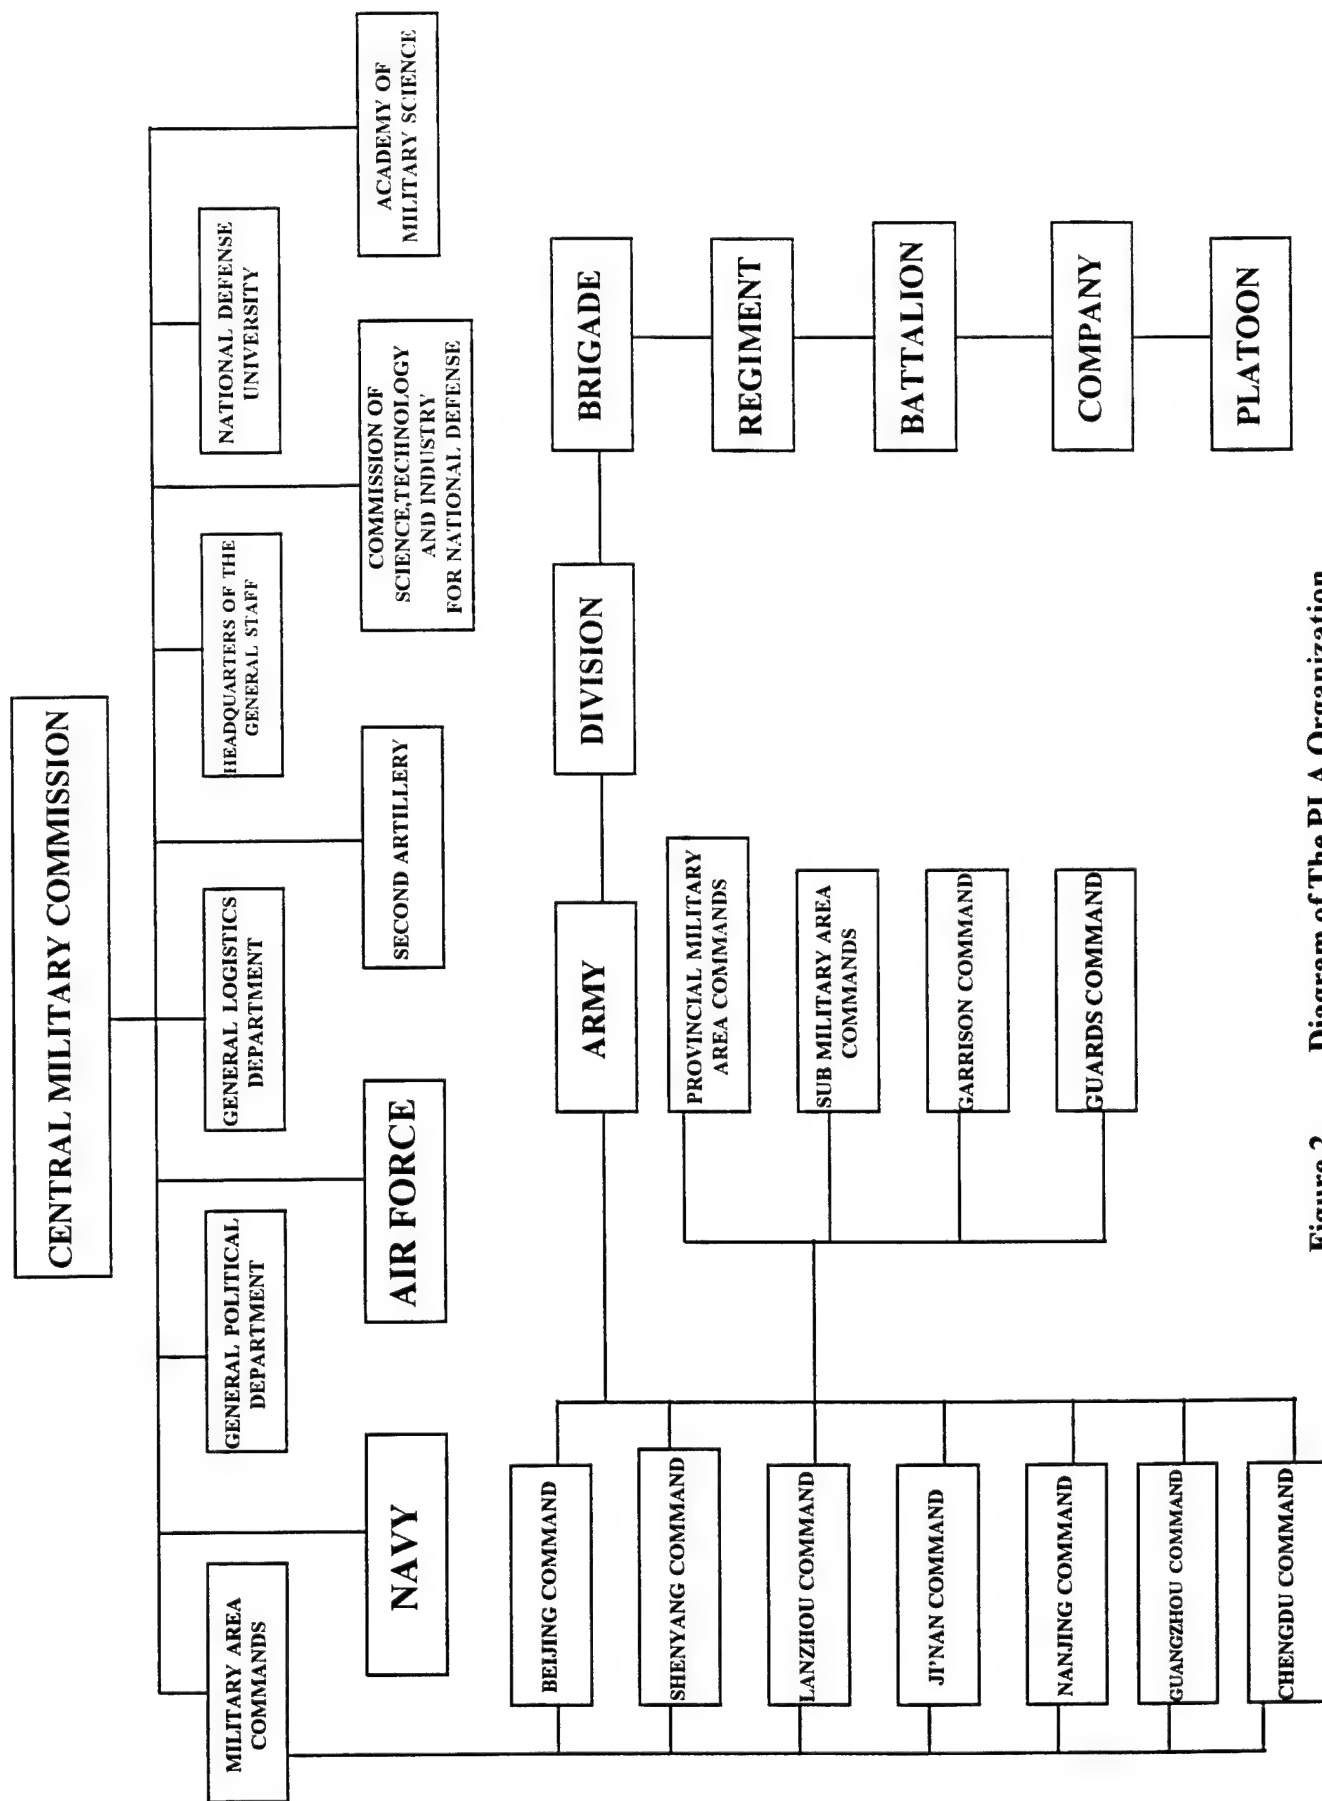 CENTRAL MILITARY COMMISSION
MILITARY AREA
COMMANDS
GENERAL POLITICAL
DEPARTMENT
GENERAL LOGISTICS
DEPARTMENT
HEADQUARTERS OF THE
GENERAL STAFF
NATIONAL DEFENSE
UNIVERSITY
NAVY
AIR FORCE
SECOND ARTILLERY
COMMISSION OF
SCIENCE,TECHNOLOGY
AND INDUSTRY
FOR NATIONAL DEFENSE
ACADEMY OF
MILITARY SCIENCE
BEIJING COMMAND
SHENYANG COMMAND
LANZHOU COMMAND
JI'NAN COMMAND
NANJING COMMAND
GUANGZHOU COMMAND
CHENGDU COMMAND
ARMY
DIVISION
BRIGADE
REGIMENT
BATTALION
COMPANY
PLATOON
PROVINCIAL MILITARY
AREA COMMANDS
SUB MILITARY AREA
COMMANDS
GARRISON COMMAND
GUARDS COMMAND
Figure 2 Diagram of The PLA Organization